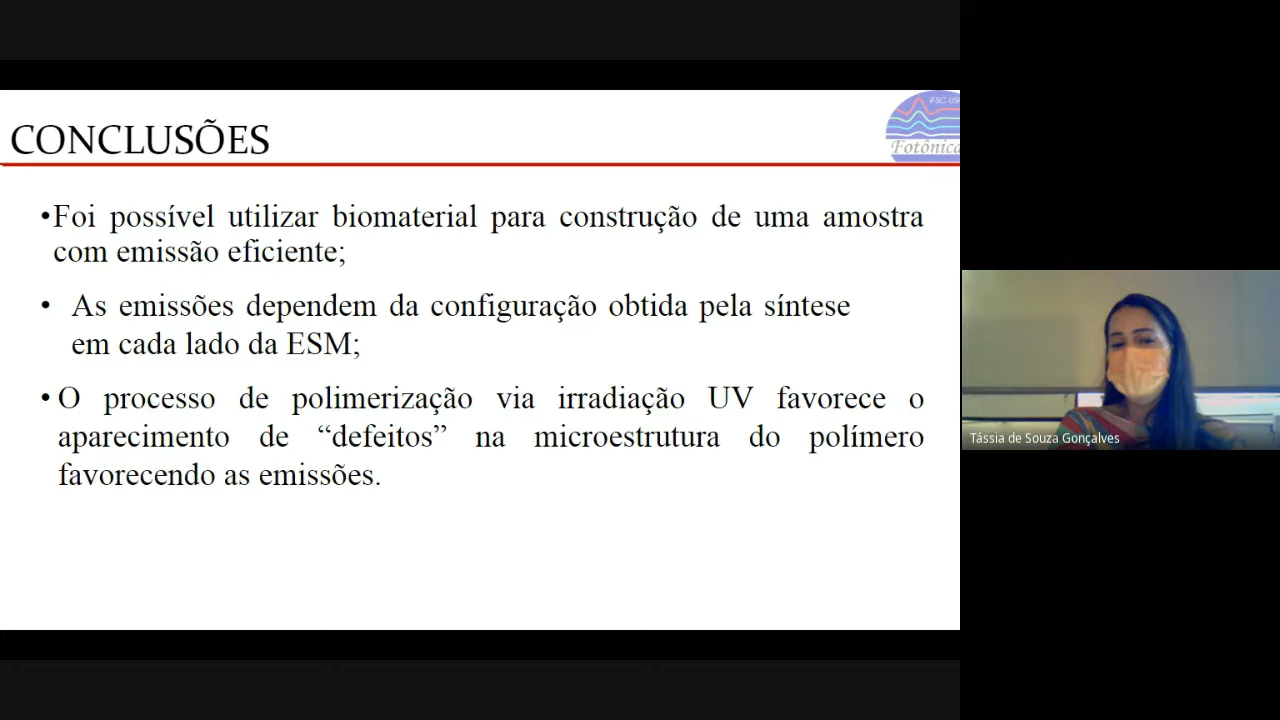 IFSC-USP
Fotônica
CONCLUSÕES
•Foi possível utilizar biomaterial para construção de uma amostra
com emissão eficiente;
• As emissões dependem da configuração obtida pela síntese
em cada lado da ESM;
• O processo de polimerização via irradiação UV favorece o
aparecimento de “defeitos” na microestrutura do polímero
favorecendo as emissões.
Tássia de Souza Gonçalves